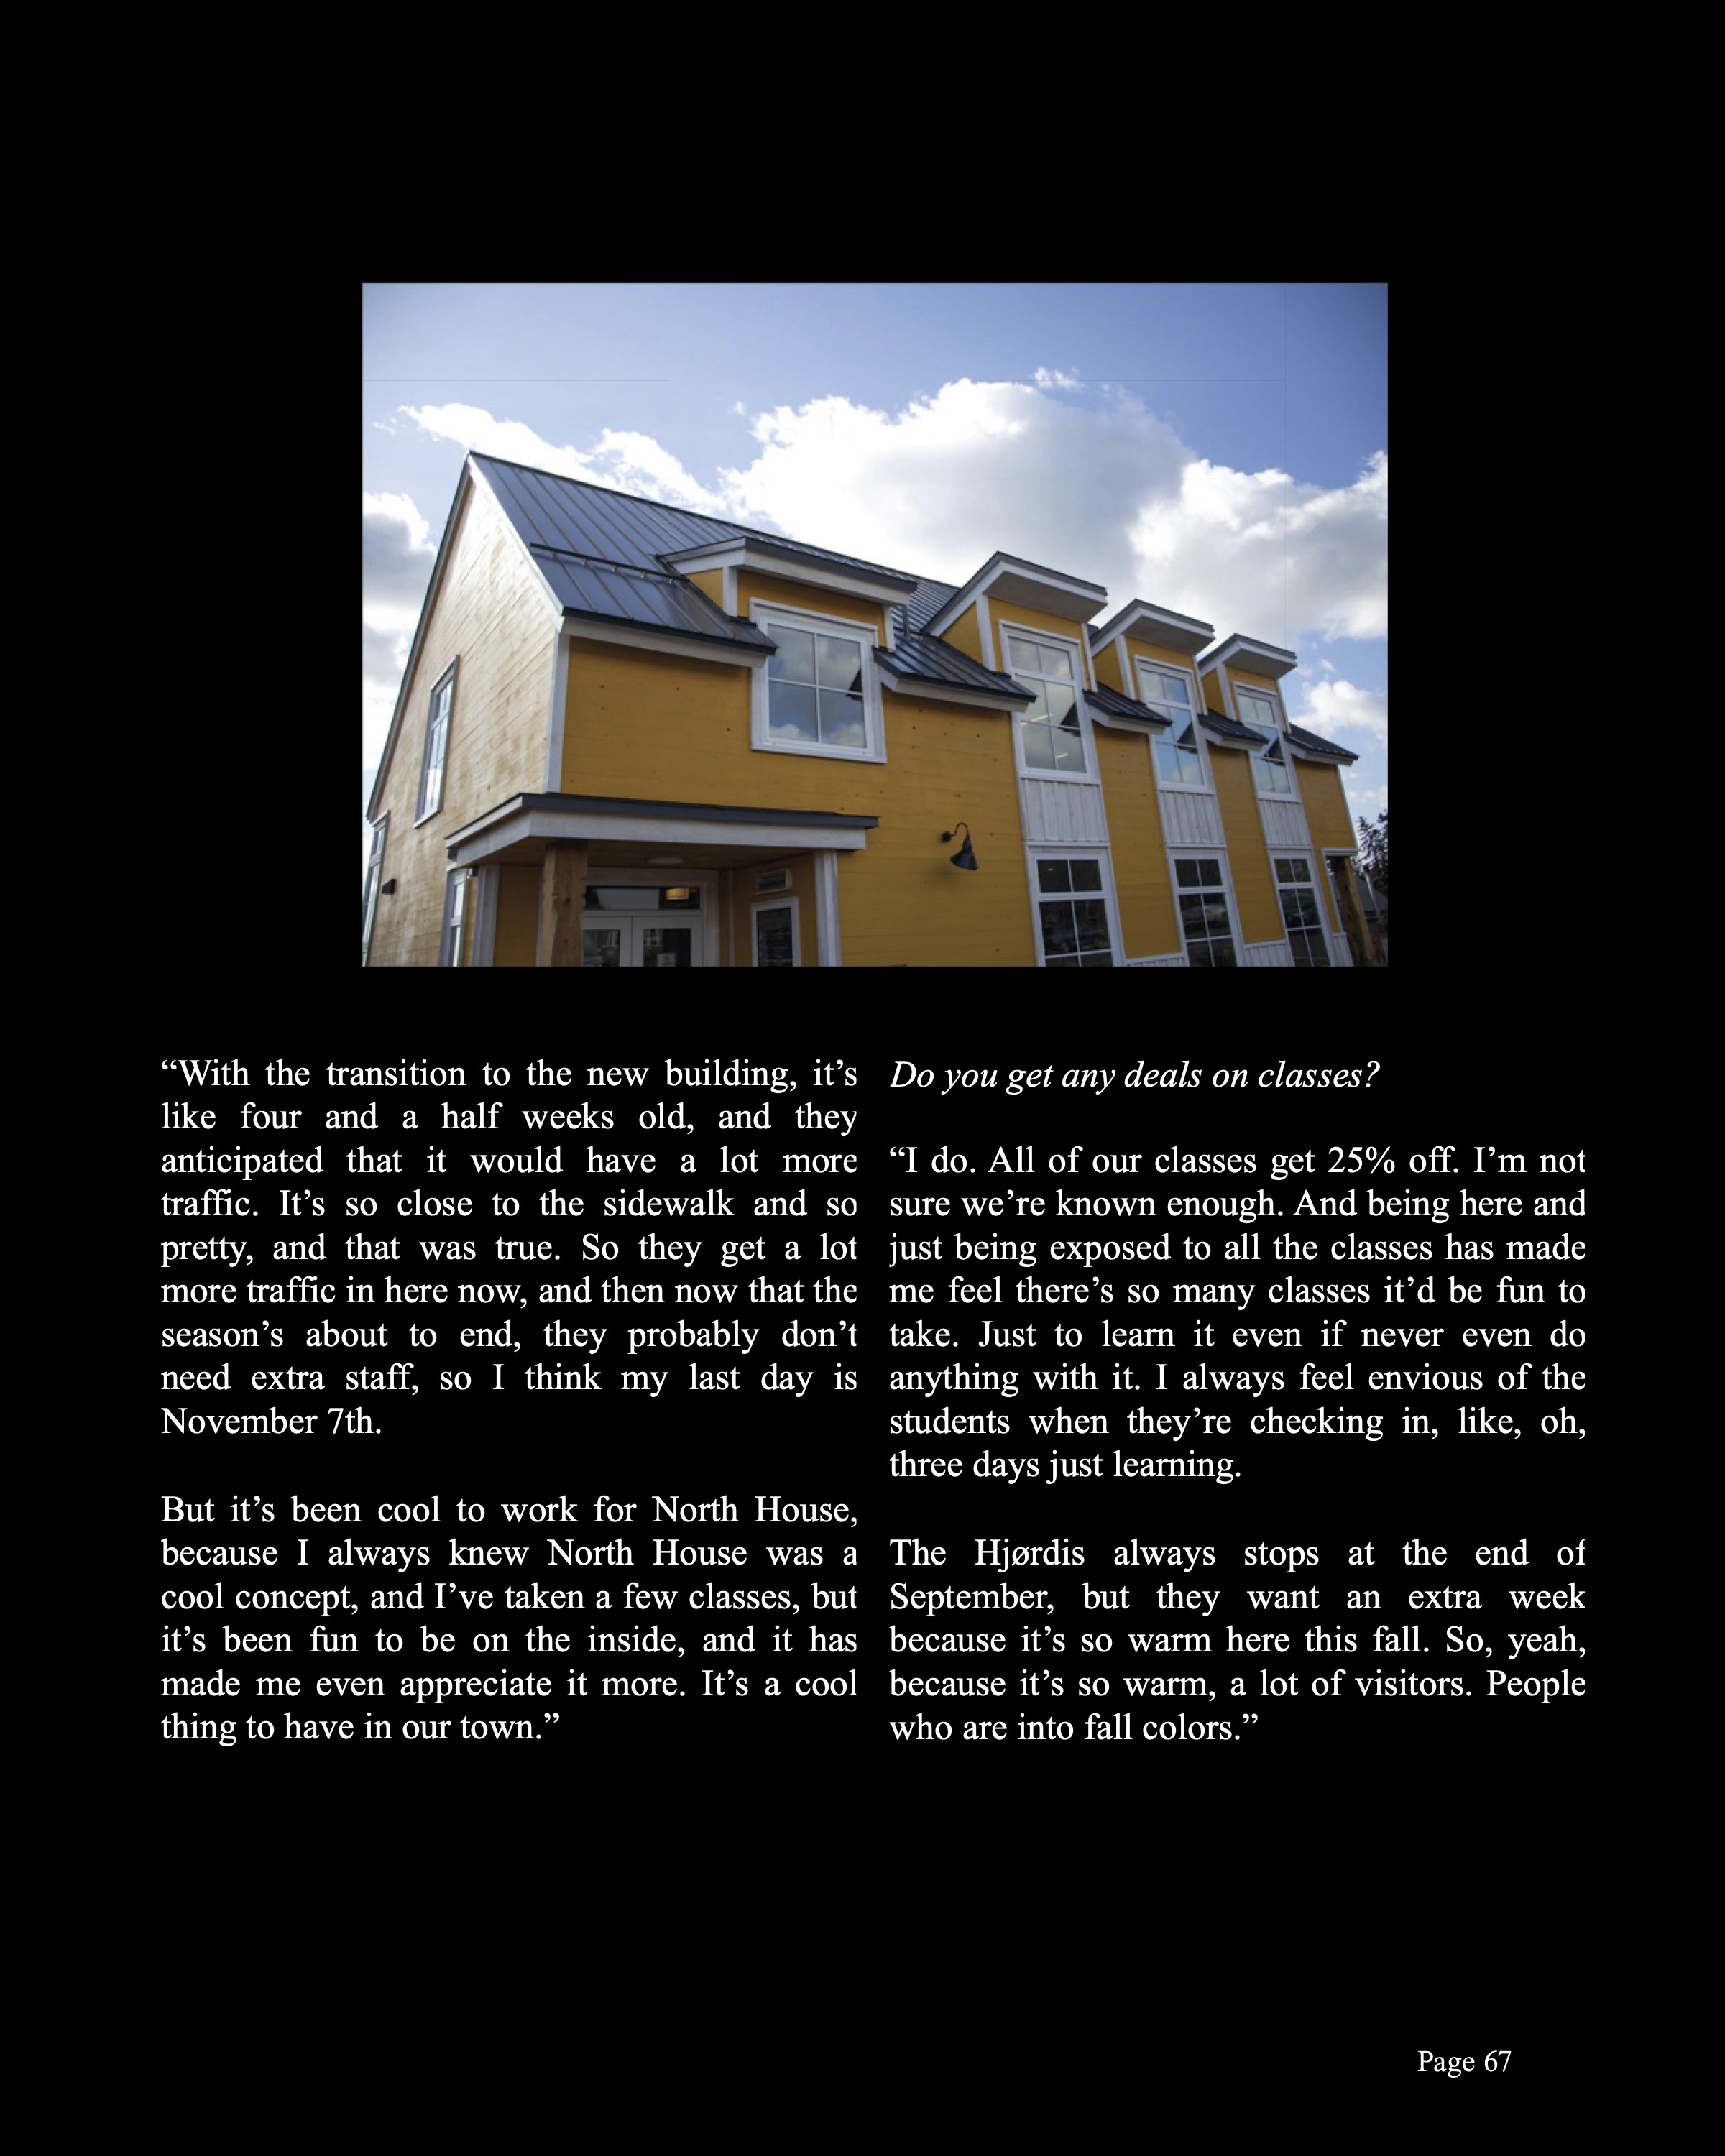 “With the transition to the new building, it’s
like four and a half weeks old, and they
anticipated that it would have a lot more
traffic. It’s so close to the sidewalk and so
pretty, and that was true. So they get a lot
more traffic in here now, and then now that the
season’s about to end, they probably don’t
need extra staff, so I think my last day is
November 7th.
But it’s been cool to work for North House,
because I always knew North House was a
cool concept, and I’ve taken a few classes, but
it’s been fun to be on the inside, and it has
made me even appreciate it more. It’s a cool
thing to have in our town.”
Do you get any deals on classes?
“I do. All of our classes get 25% off. I’m not
sure we’re known enough. And being here and
just being exposed to all the classes has made
me feel there’s so many classes it’d be fun to
take. Just to learn it even if never even do
anything with it. I always feel envious of the
students when they’re checking in, like, oh,
three days just learning.
The Hjørdis always stops at the end of
September, but they want an extra week
because it’s so warm here this fall. So, yeah,
because it’s so warm, a lot of visitors. People
who are into fall colors.”
Page 67